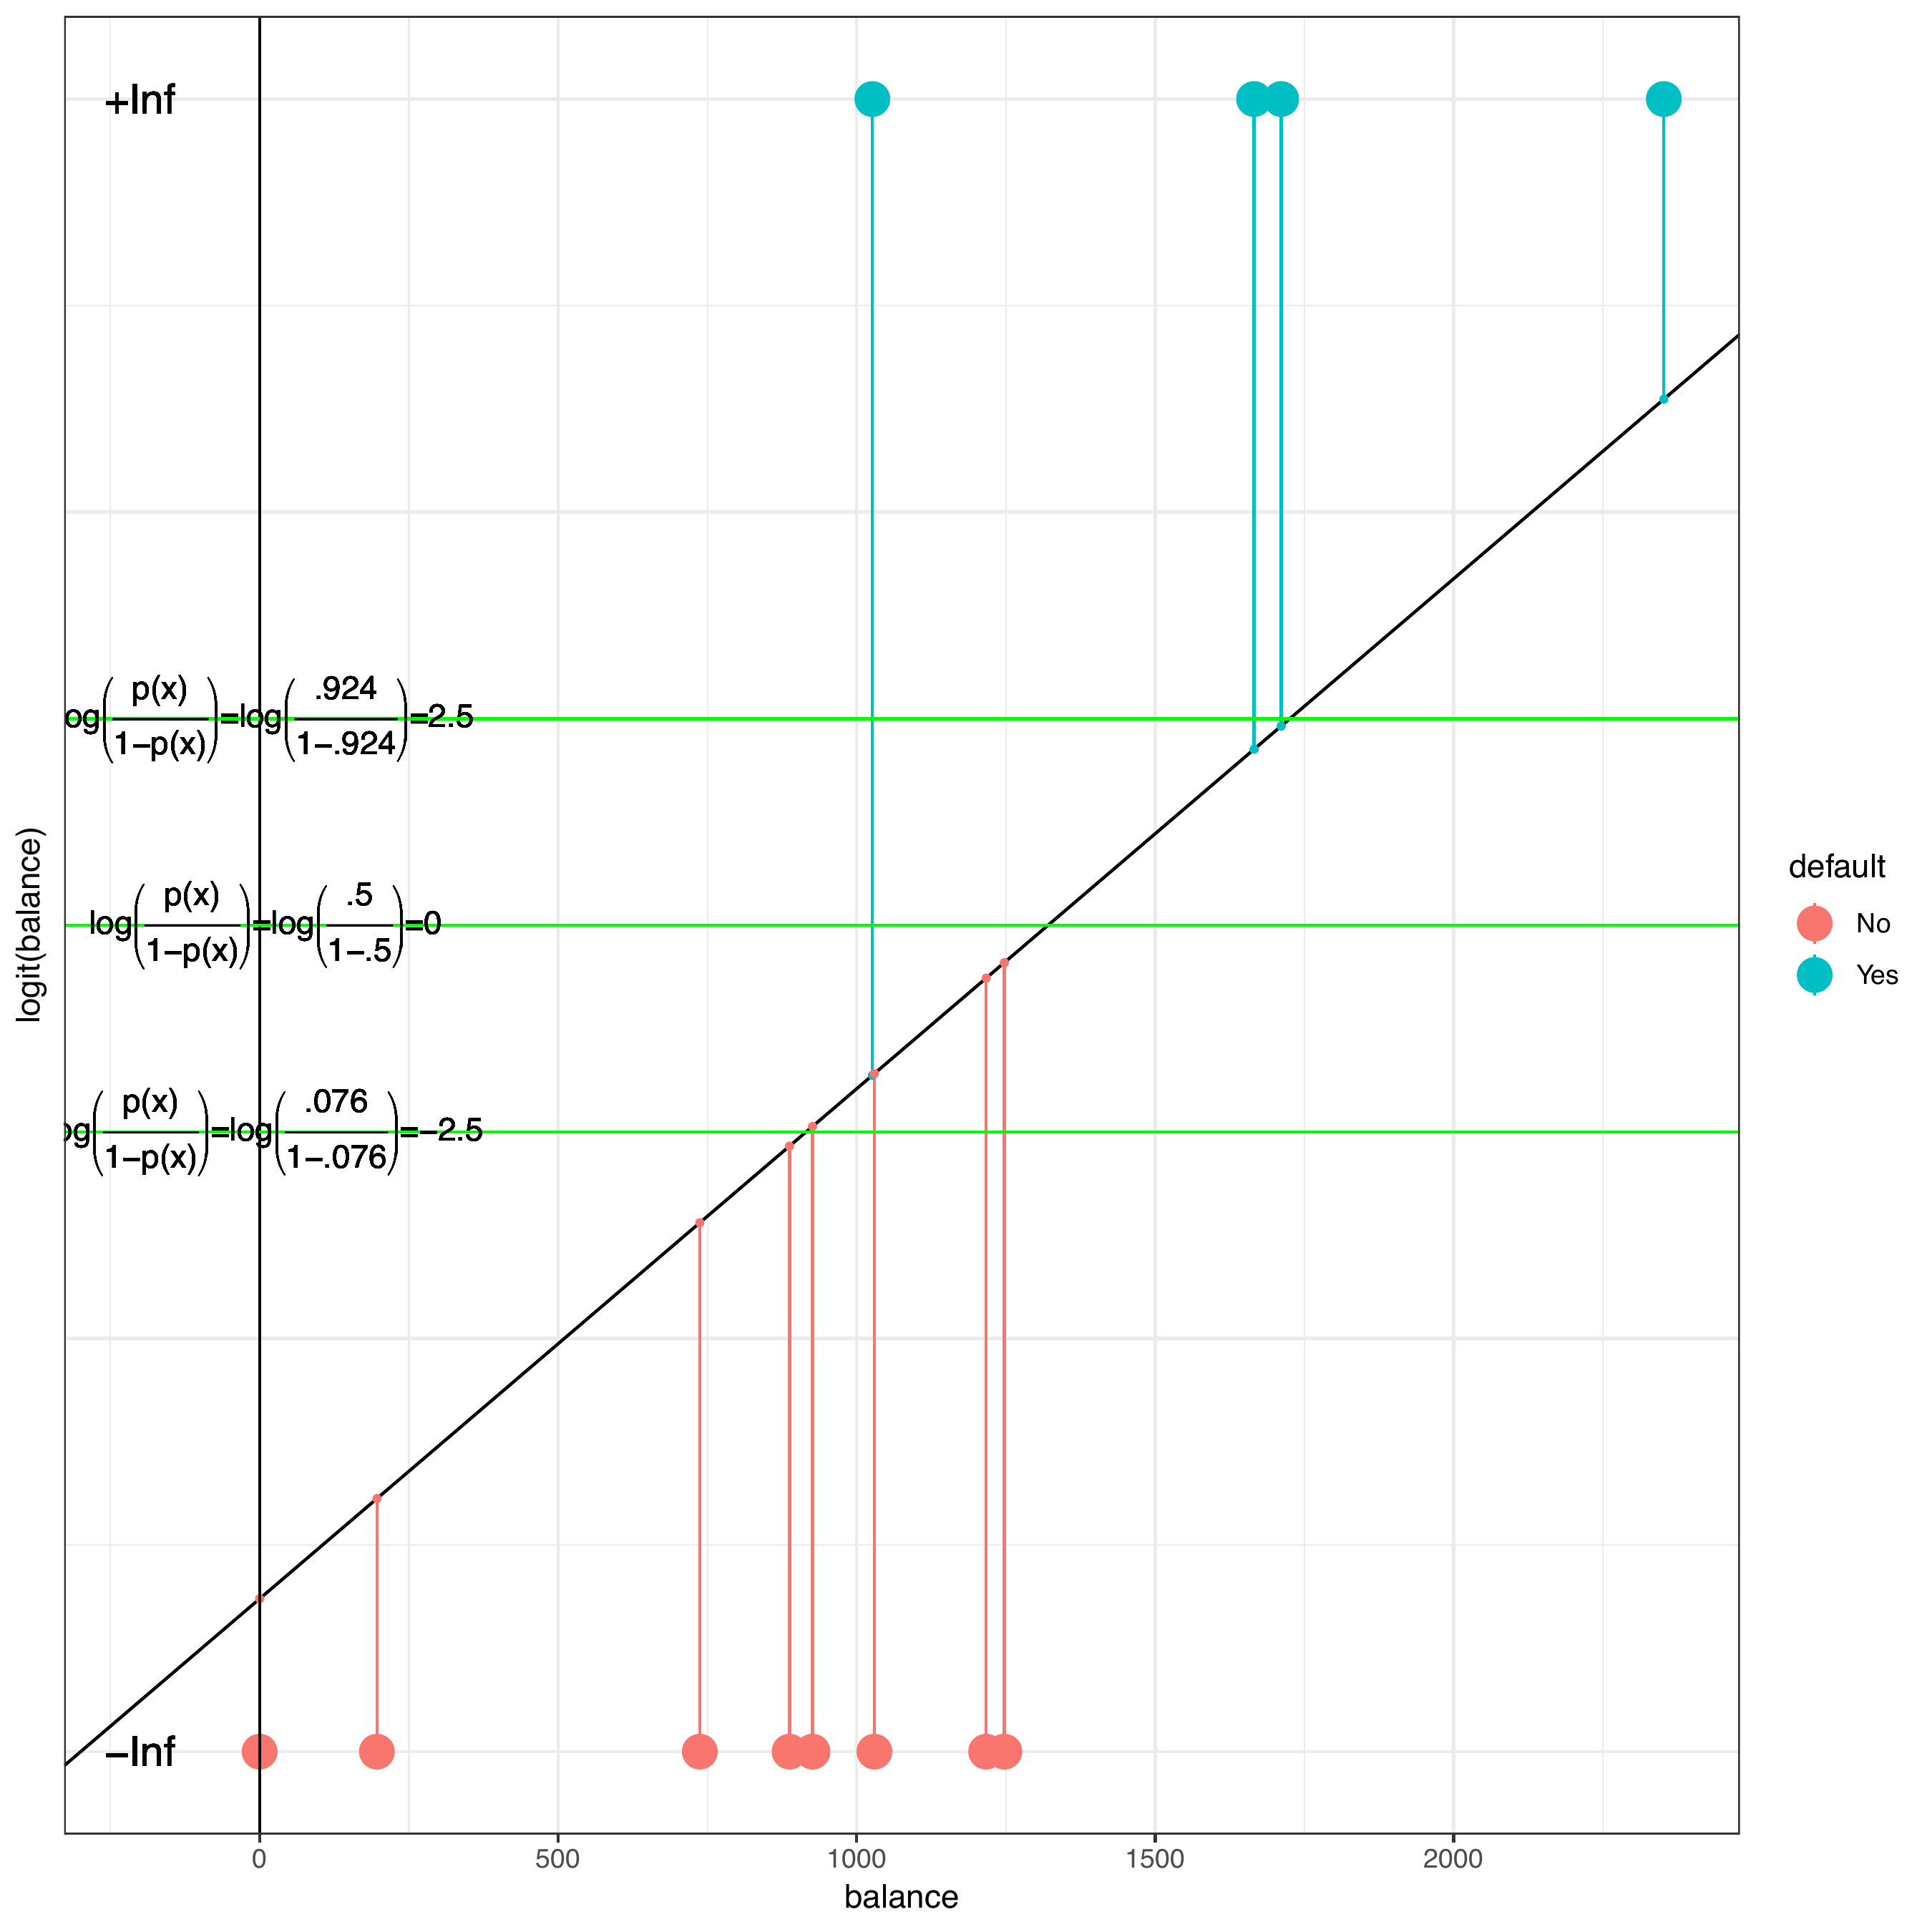 +Inf
og(p(x)/1−p(x))=log(.924/1−.924)=2.5
log(p(x)/1−p(x))=log(.5/1−.5)=0
og(p(x)/1−p(x))=log(.076/1−.076)=−2.5
−Inf
logit(balance)
0 500 1000 1500 2000
balance
default
No
Yes